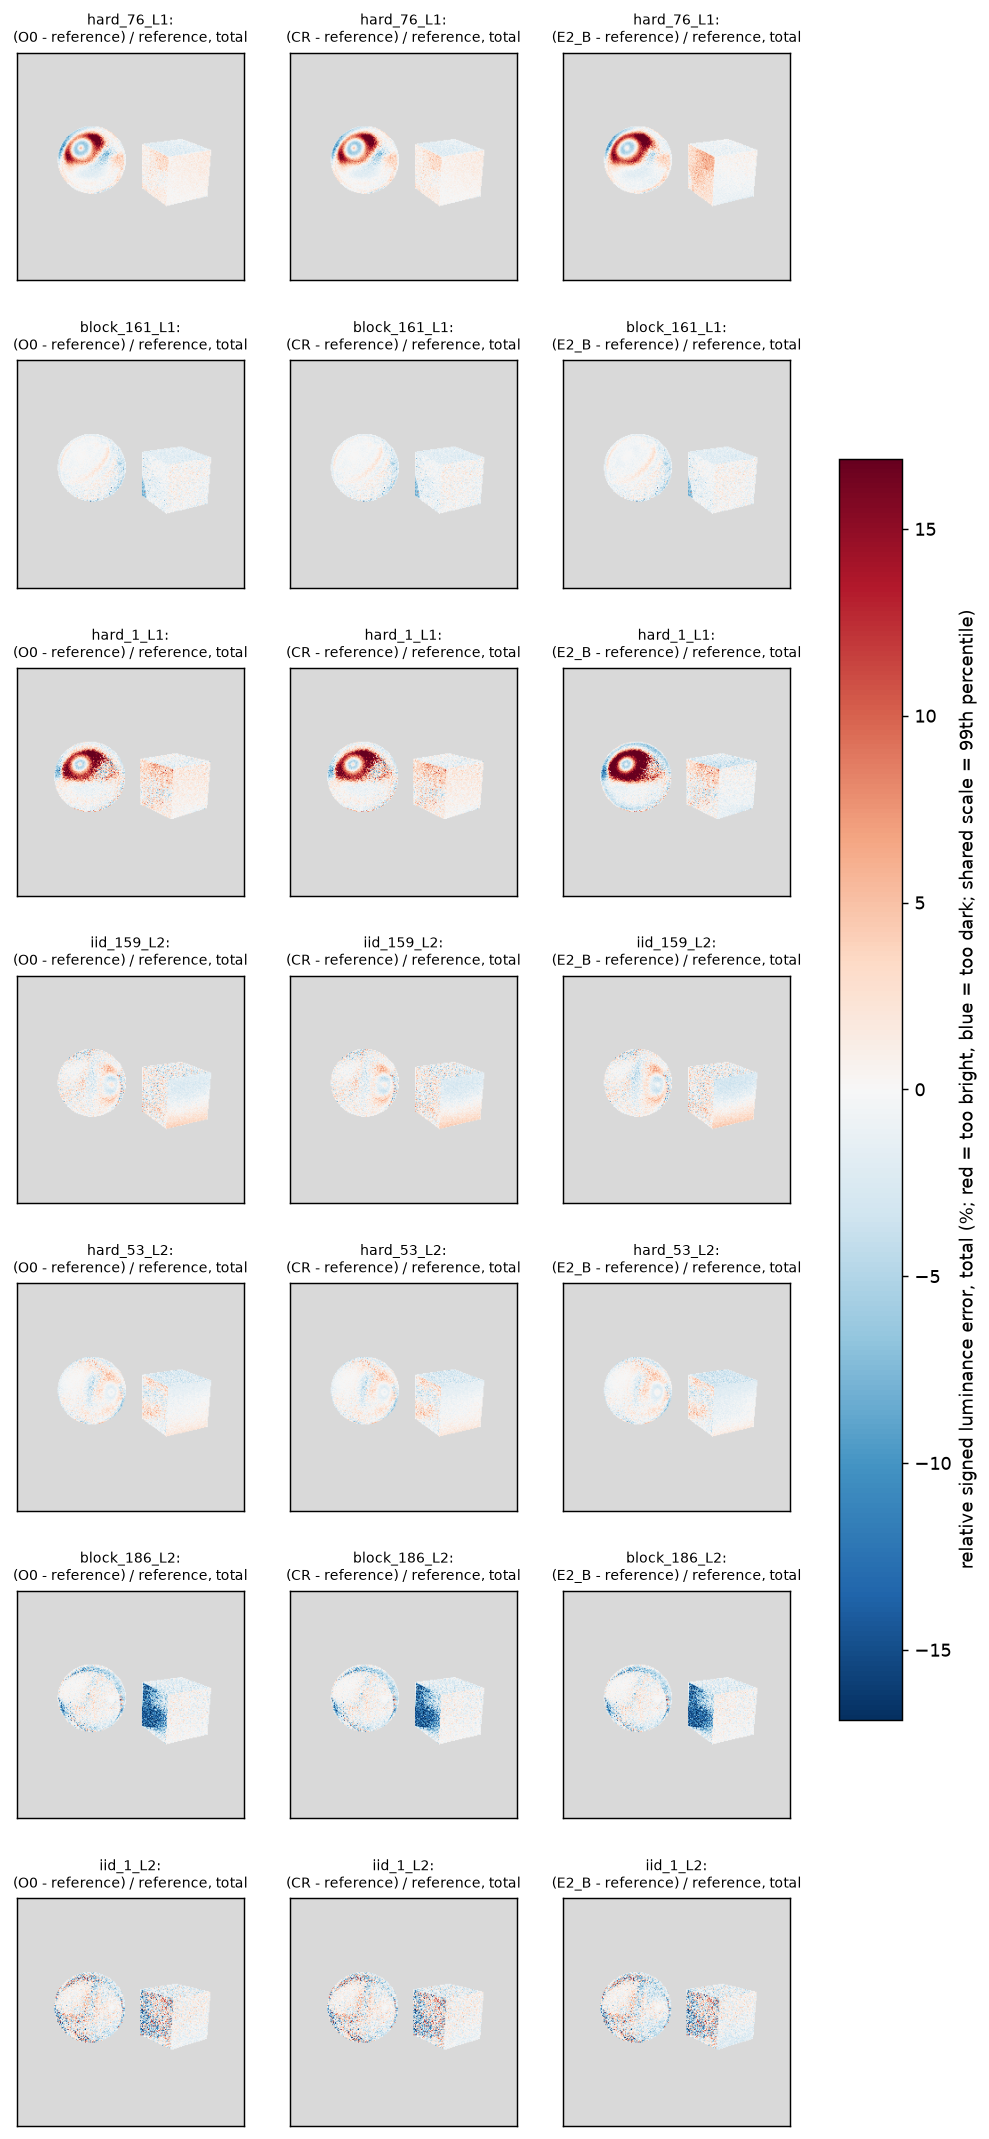 hard_76_L1:
(O0 - reference) / reference, total
hard_76_L1:
(CR - reference) / reference, total
hard_76_L1:
(E2_B - reference) / reference, total
block_161_L1:
(O0 - reference) / reference, total
block_161_L1:
(CR - reference) / reference, total
block_161_L1:
(E2_B - reference) / reference, total
hard_1_L1:
(O0 - reference) / reference, total
hard_1_L1:
(CR - reference) / reference, total
hard_1_L1:
(E2_B - reference) / reference, total
iid_159_L2:
(O0 - reference) / reference, total
iid_159_L2:
(CR - reference) / reference, total
iid_159_L2:
(E2_B - reference) / reference, total
hard_53_L2:
(O0 - reference) / reference, total
hard_53_L2:
(CR - reference) / reference, total
hard_53_L2:
(E2_B - reference) / reference, total
block_186_L2:
(O0 - reference) / reference, total
block_186_L2:
(CR - reference) / reference, total
block_186_L2:
(E2_B - reference) / reference, total
iid_1_L2:
(O0 - reference) / reference, total
iid_1_L2:
(CR - reference) / reference, total
iid_1_L2:
(E2_B - reference) / reference, total
15
10
5
0
−5
−10
−15
relative signed luminance error, total (%; red = too bright, blue = too dark; shared scale = 99th percentile)